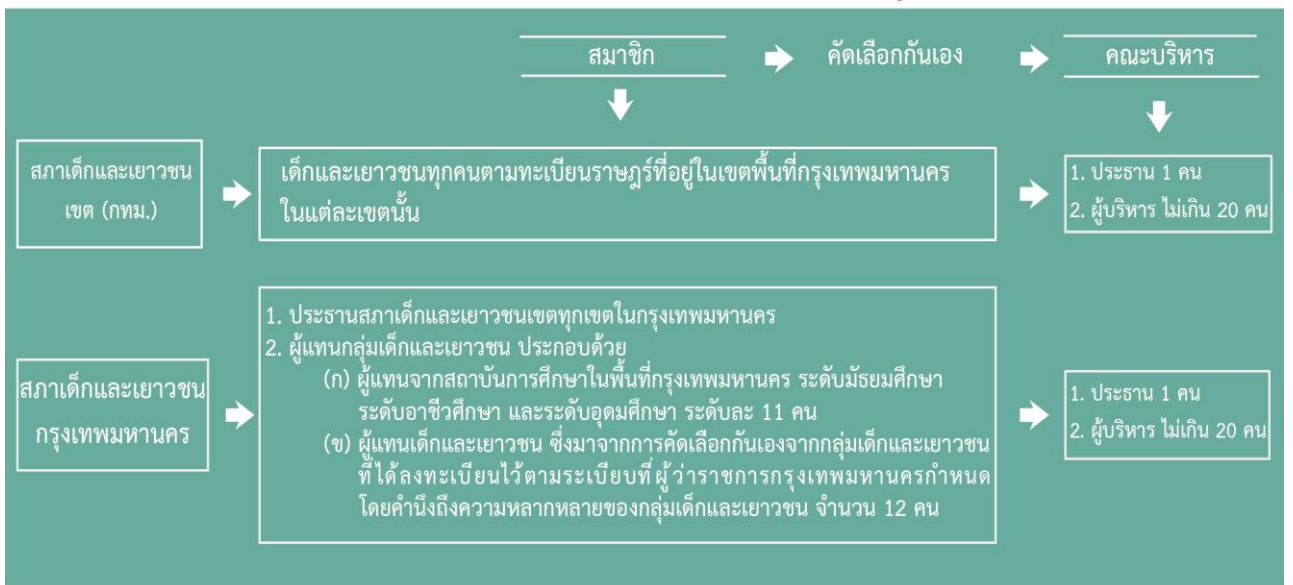 สมาชิก
คัดเลือกกันเอง
คณะบริหาร
สภาเด็กและเยาวชน
เขต (กทม.)
เด็กและเยาวชนทุกคนตามทะเบียนราษฎร์ที่อยู่ในเขตพื้นที่กรุงเทพมหานคร
ในแต่ละเขตนั้น
1. ประธาน 1 คน
2. ผู้บริหาร ไม่เกิน 20 คน
สภาเด็กและเยาวชน
กรุงเทพมหานคร
1. ประธานสภาเด็กและเยาวชนเขตทุกเขตในกรุงเทพมหานคร
2. ผู้แทนกลุ่มเด็กและเยาวชน ประกอบด้วย
(ก) ผู้แทนจากสถาบันการศึกษาในพื้นที่กรุงเทพมหานคร ระดับมัธยมศึกษา
ระดับอาชีวศึกษา และระดับอุดมศึกษา ระดับละ 11 คน
(ข) ผู้แทนเด็กและเยาวชน ซึ่งมาจากการคัดเลือกกันเองจากกลุ่มเด็กและเยาวชน
ที่ได้ลงทะเบียนไว้ตามระเบียบที่ผู้ว่าราชการกรุงเทพมหานครกำหนด
โดยคำนึงถึงความหลากหลายของกลุ่มเด็กและเยาวชน จำนวน 12 คน
1. ประธาน 1 คน
2. ผู้บริหาร ไม่เกิน 20 คน